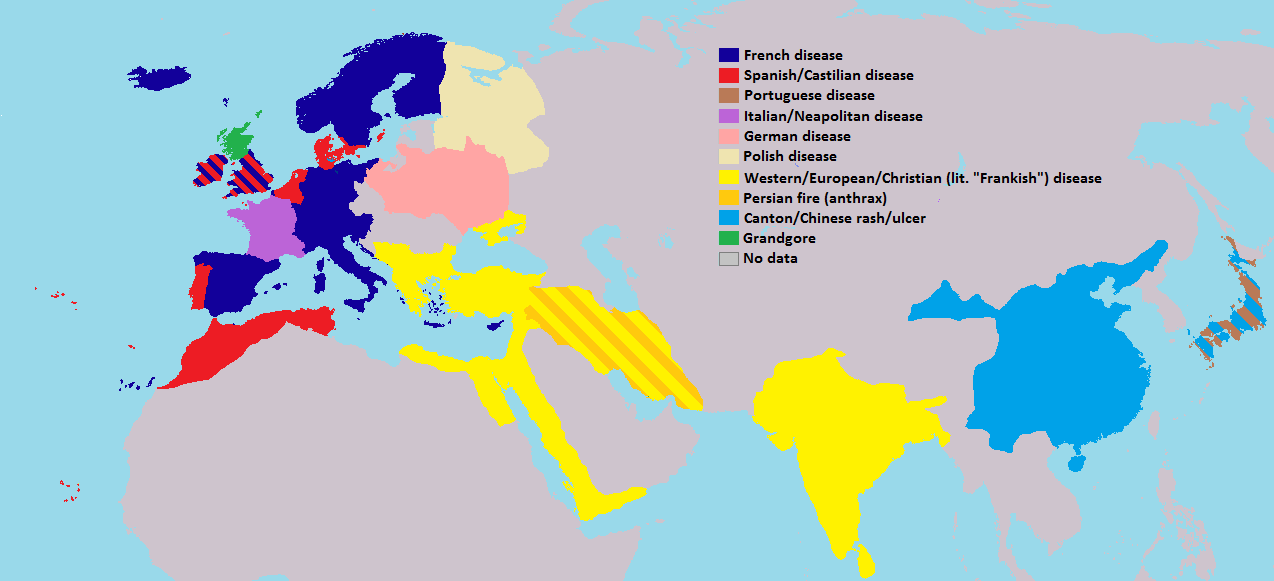 French disease
Spanish/Castilian disease
Portuguese disease
Italian/Neapolitan disease
German disease
Polish disease
Western/European/Christian (lit. "Frankish") disease
Persian fire (anthrax)
Canton/Chinese rash/ulcer
Grandgore
No data